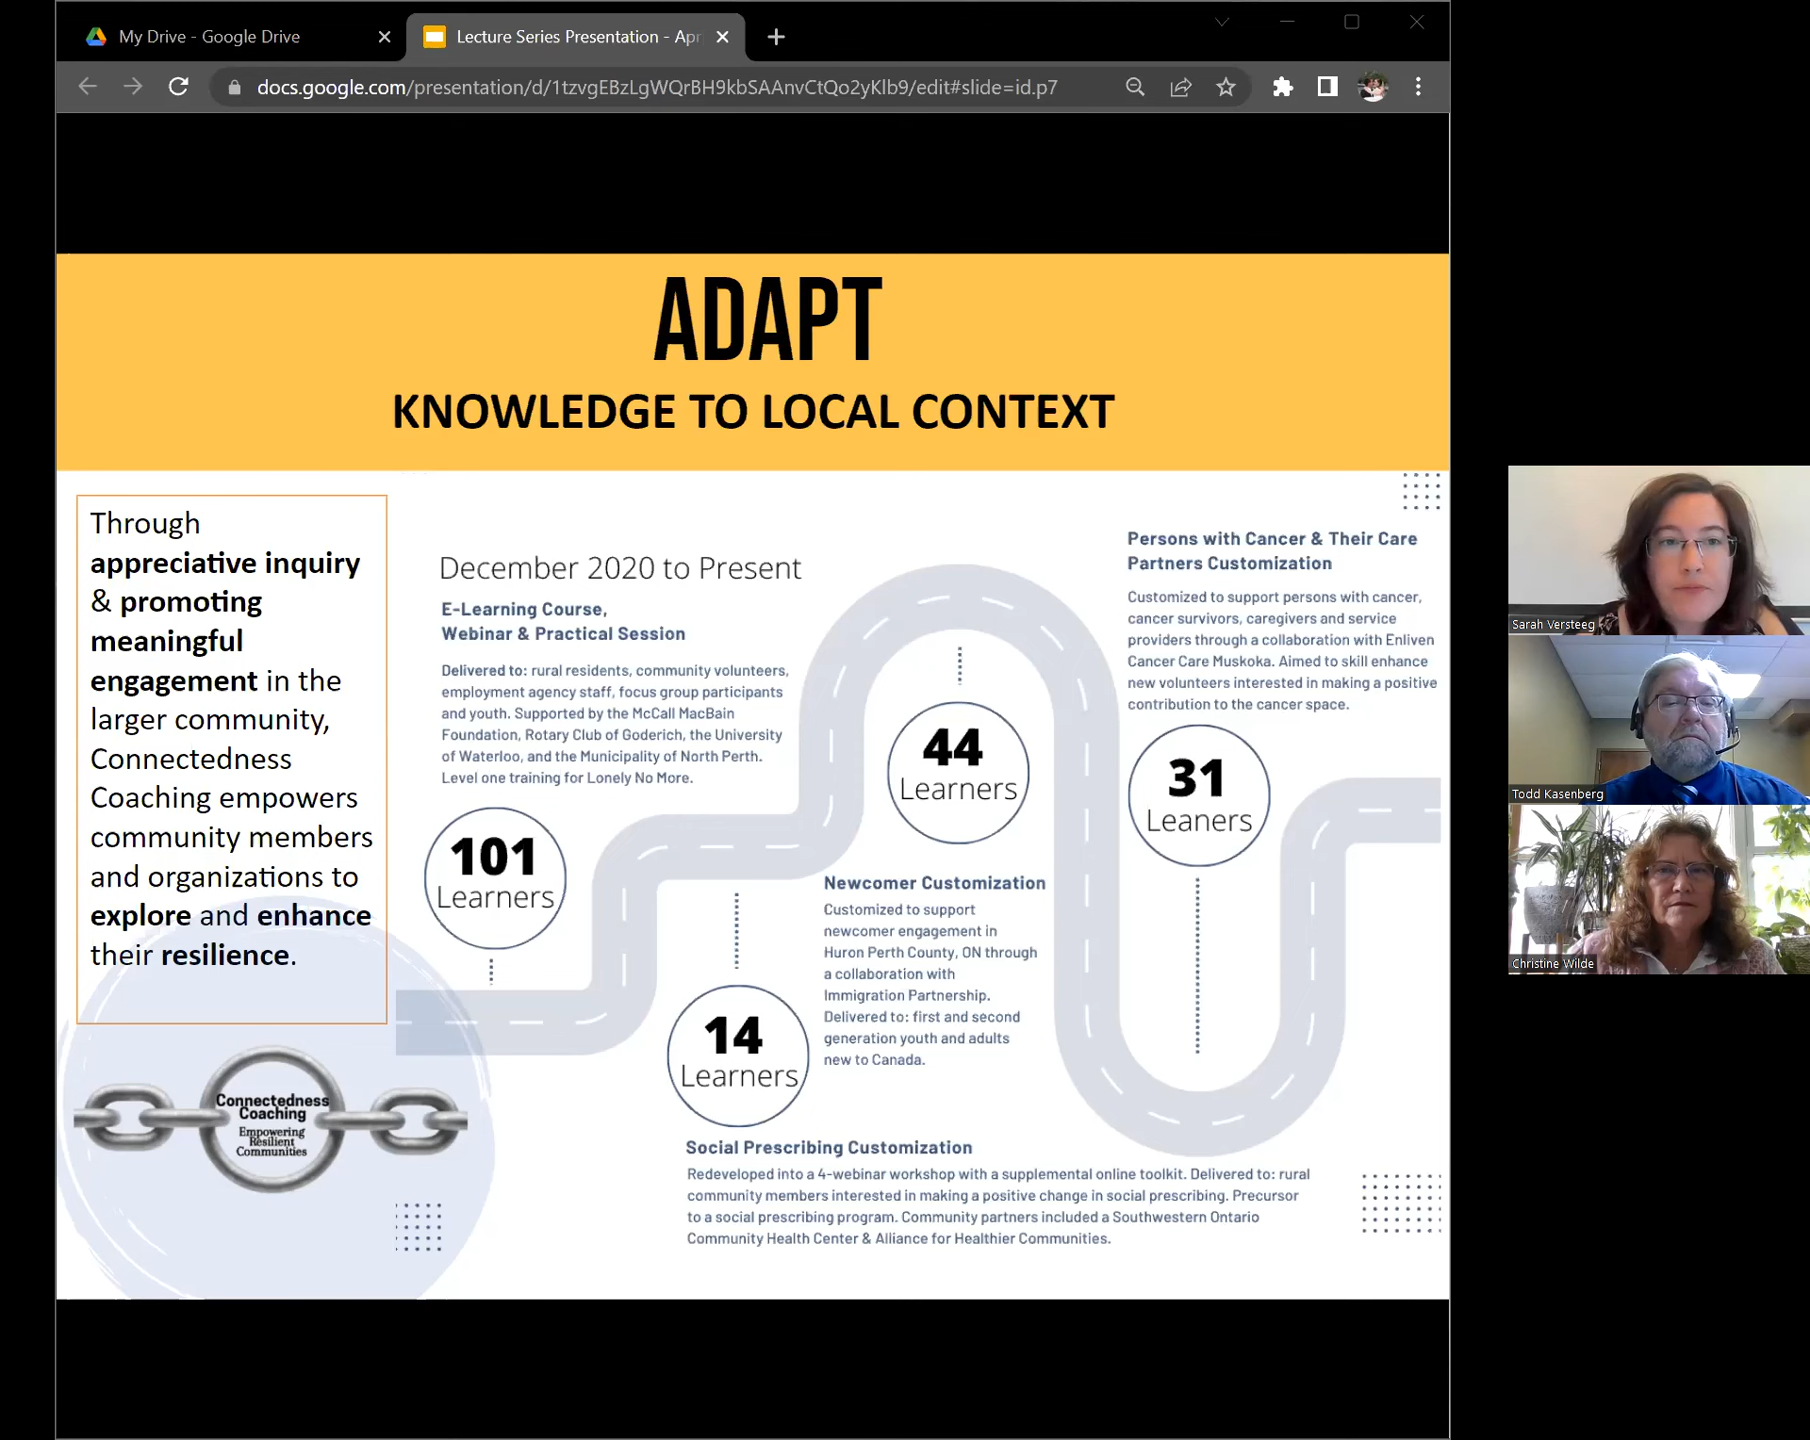 My Drive - Google Drive
Lecture Series Presentation - Apr
docs.google.com/presentation/d/1tzvgEBzLgWQrBH9kbSAAnvCtQo2yKlb9/edit#slide=id.p7
ADAPT
KNOWLEDGE TO LOCAL CONTEXT
Through
appreciative inquiry
& promoting
meaningful
engagement in the
larger community,
Connectedness
Coaching empowers
community members
and organizations to
explore and enhance
their resilience.
Connectedness
Coaching
Empowering
Resilient
Communities
December 2020 to Present
E-Learning Course,
Webinar & Practical Session
Delivered to: rural residents, community volunteers,
employment agency staff, focus group participants
and youth. Supported by the McCall MacBain
Foundation, Rotary Club of Goderich, the University
of Waterloo, and the Municipality of North Perth.
Level one training for Lonely No More.
101
Learners
14
Learners
Social Prescribing Customization
Redeveloped into a 4-webinar workshop with a supplemental online toolkit. Delivered to: rural
community members interested in making a positive change in social prescribing. Precursor
to a social prescribing program. Community partners included a Southwestern Ontario
Community Health Center & Alliance for Healthier Communities.
44
Learners
Newcomer Customization
Customized to support
newcomer engagement in
Huron Perth County, ON through
a collaboration with
Immigration Partnership.
Delivered to: first and second
generation youth and adults
new to Canada.
Persons with Cancer & Their Care
Partners Customization
Customized to support persons with cancer,
cancer survivors, caregivers and service
providers through a collaboration with Enliven
Cancer Care Muskoka. Aimed to skill enhance
new volunteers interested in making a positive
contribution to the cancer space.
31
Leaners
Sarah Versteeg
Todd Kasenberg
Christine Wilde